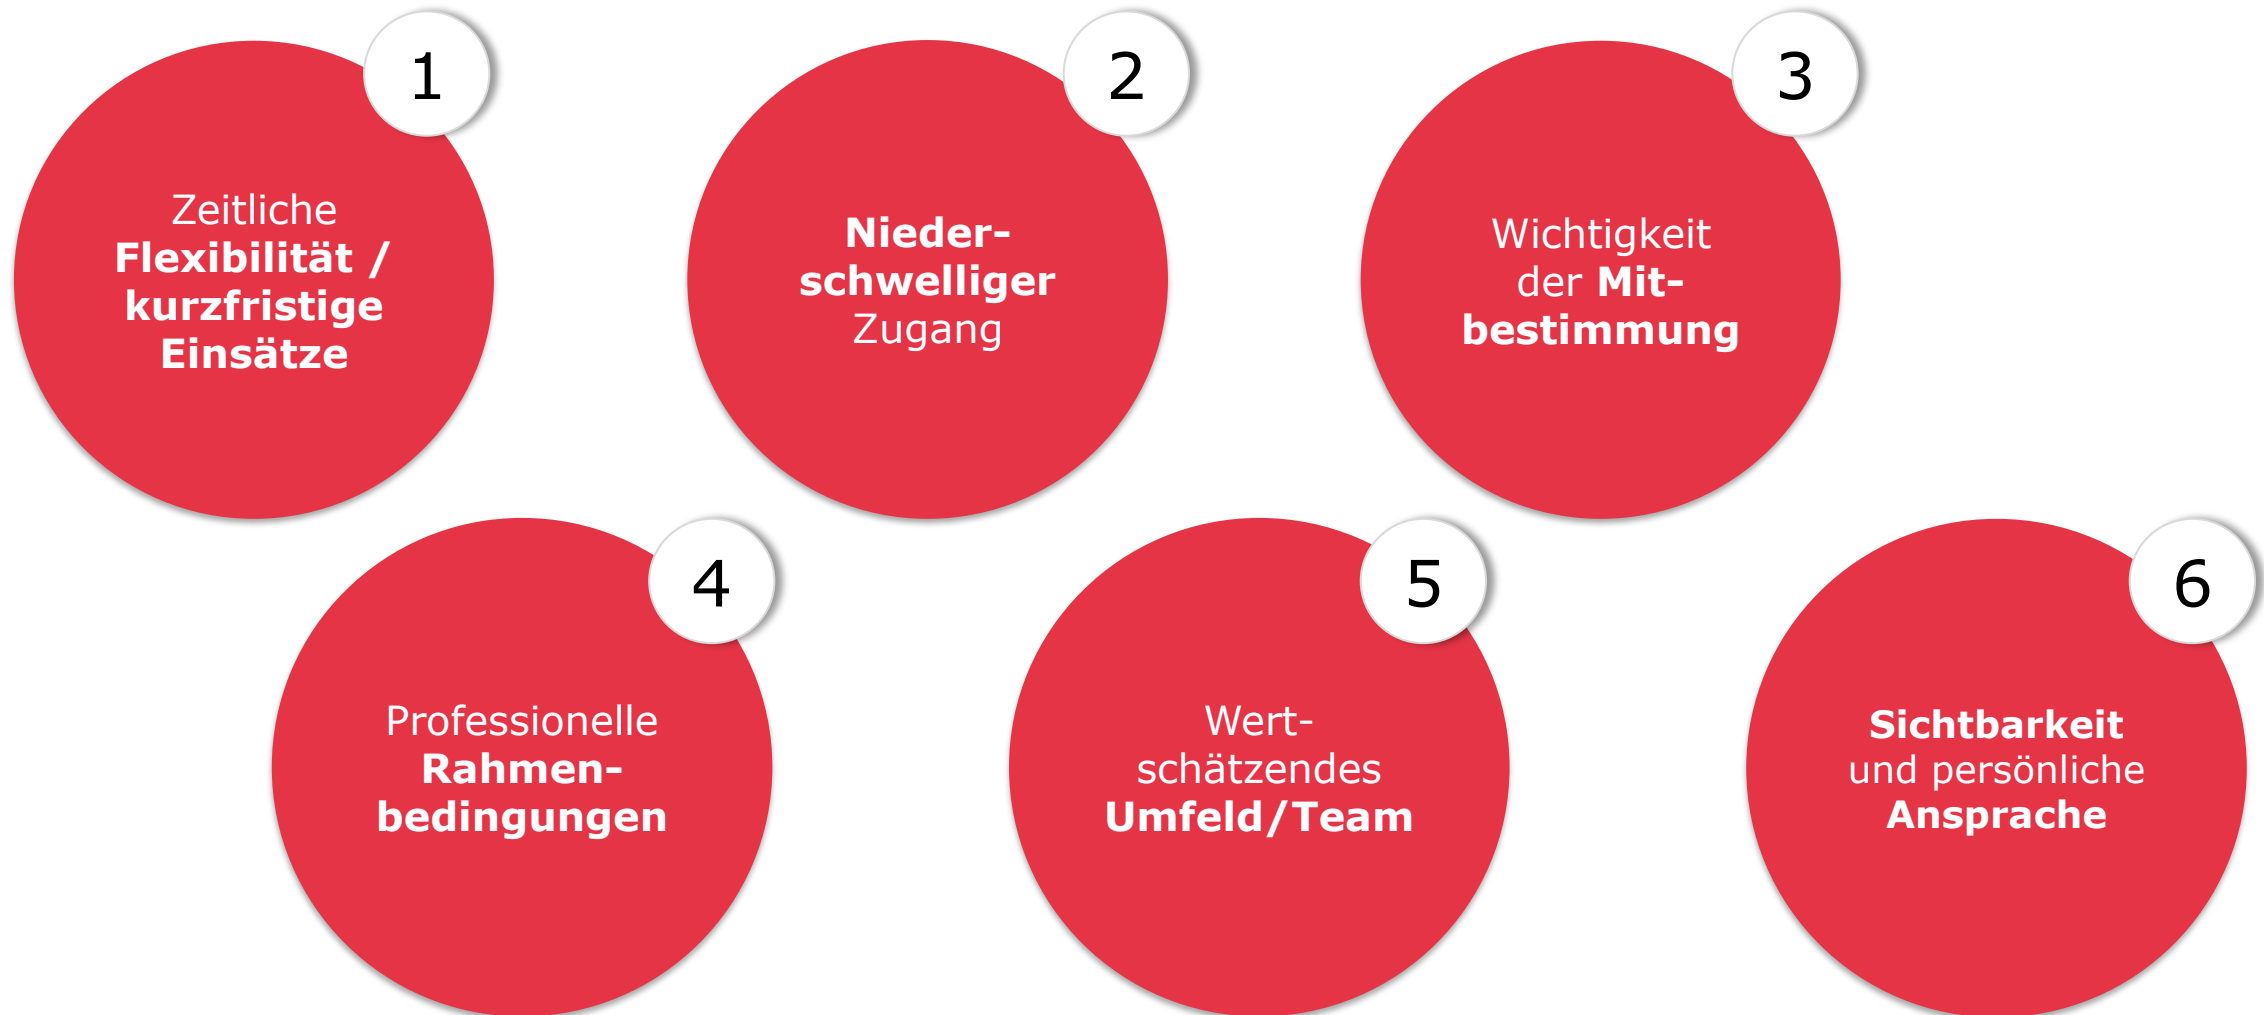 1
Zeitliche
Flexibilität /
kurzfristige
Einsätze
2
Nieder-
schwelliger
Zugang
3
Wichtigkeit
der Mit-
bestimmung
4
Professionelle
Rahmen-
bedingungen
5
Wert-
schätzendes
Umfeld/Team
6
Sichtbarkeit
und persönliche
Ansprache